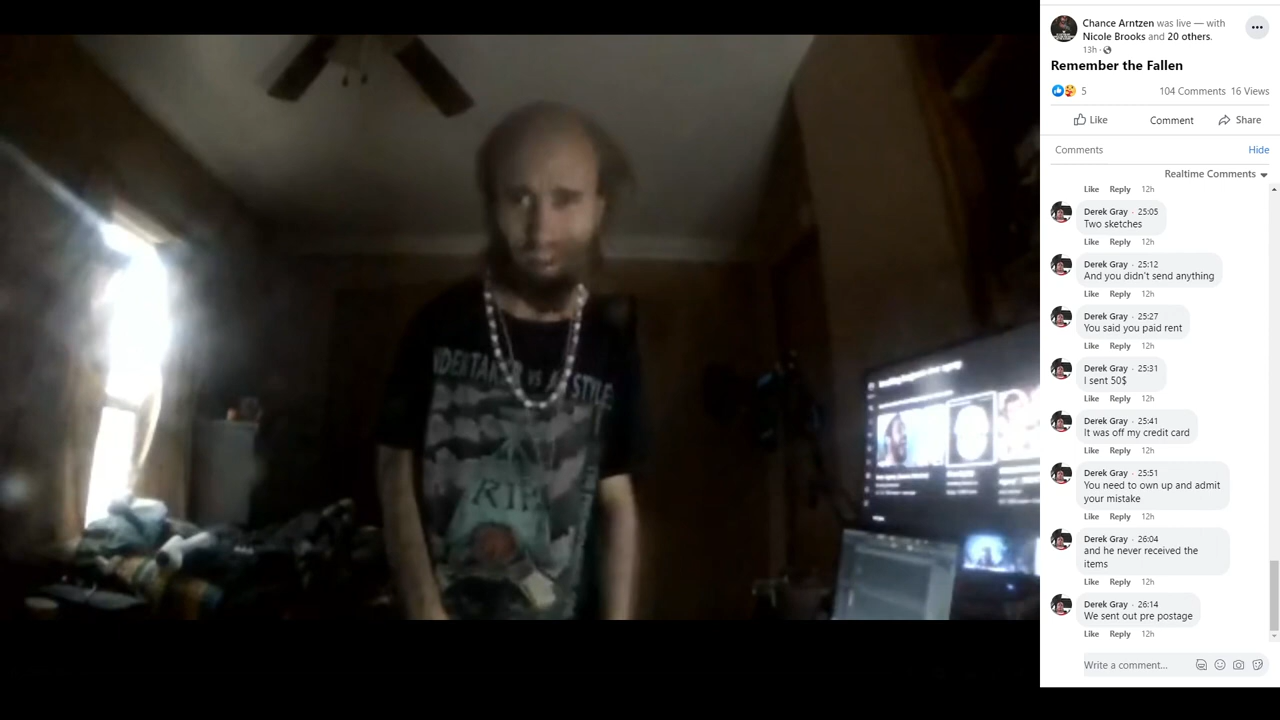 Chance Arntzen was live — with
Nicole Brooks and 20 others.
13h ·
Remember the Fallen
5
104 Comments 16 Views
Like Comment Share
Comments Hide
Realtime Comments
Like Reply 12h
Derek Gray · 25:05
Two sketches
Like Reply 12h
Derek Gray · 25:12
And you didn't send anything
Like Reply 12h
Derek Gray · 25:27
You said you paid rent
Like Reply 12h
Derek Gray · 25:31
I sent 50$
Like Reply 12h
Derek Gray · 25:41
It was off my credit card
Like Reply 12h
Derek Gray · 25:51
You need to own up and admit
your mistake
Like Reply 12h
Derek Gray · 26:04
and he never received the
items
Like Reply 12h
Derek Gray · 26:14
We sent out pre postage
Like Reply 12h
Write a comment...
NDERTAKER VS AJ STYLES
RIP